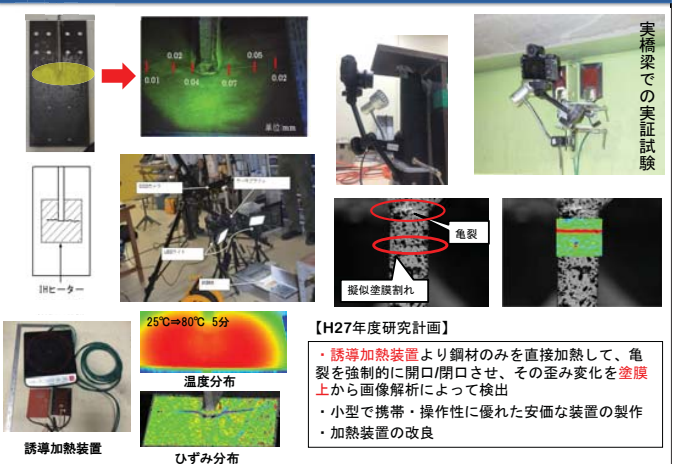 0.02
0.05
0.01
0.04
0.07
0.02
単位:mm
実橋梁での実証試験
IHヒーター
亀裂
擬似塗膜割れ
25℃⇒80℃ 5分
温度分布
誘導加熱装置
ひずみ分布
【H27年度研究計画】
・誘導加熱装置より鋼材のみを直接加熱して、亀
裂を強制的に開口/閉口させ、その歪み変化を塗膜
上から画像解析によって検出
・小型で携帯・操作性に優れた安価な装置の製作
・加熱装置の改良